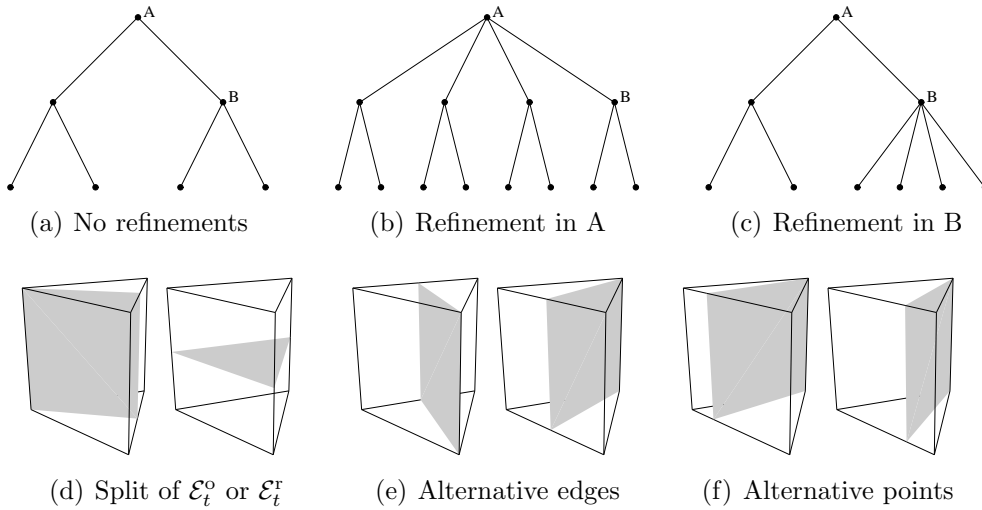 A
A
A
B
B
B
(a) No refinements
(b) Refinement in A
(c) Refinement in B
(d) Split of ℰₜᵒ or ℰₜʳ
(e) Alternative edges
(f) Alternative points